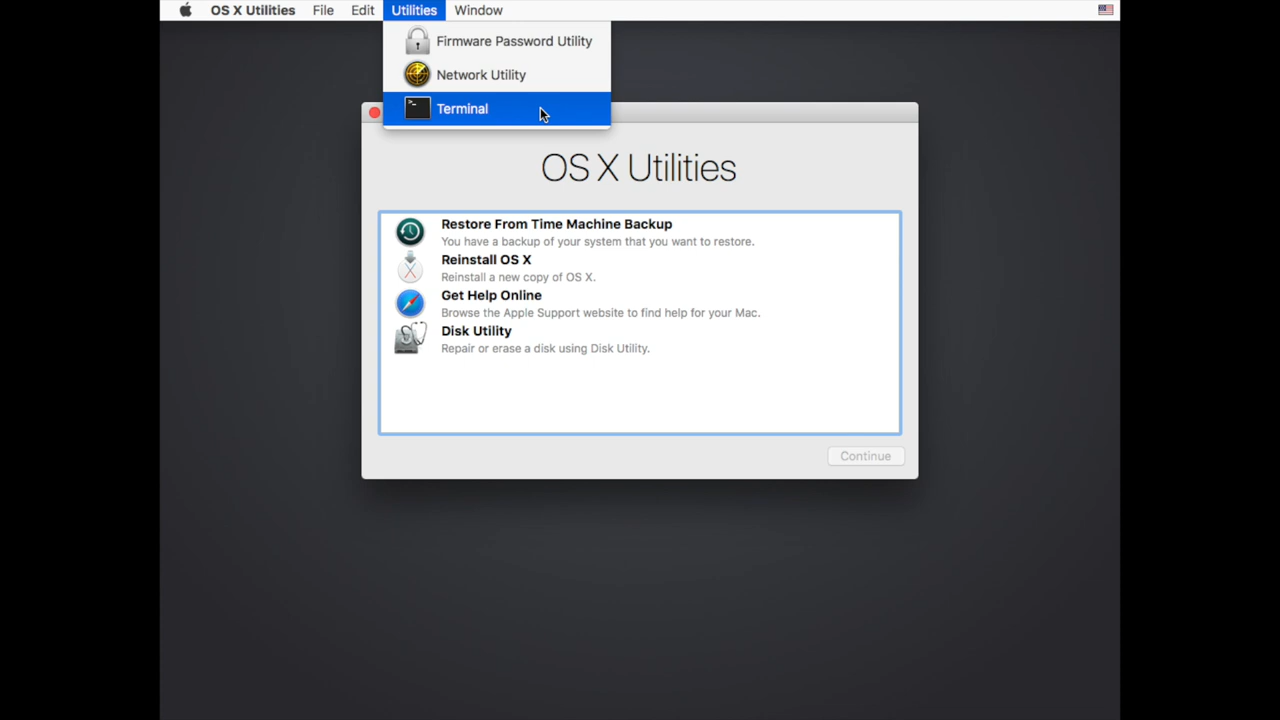 OS X Utilities File Edit Utilities Window
Firmware Password Utility
Network Utility
>_ Terminal
OS X Utilities
Restore From Time Machine Backup
You have a backup of your system that you want to restore.
Reinstall OS X
Reinstall a new copy of OS X.
Get Help Online
Browse the Apple Support website to find help for your Mac.
Disk Utility
Repair or erase a disk using Disk Utility.
Continue